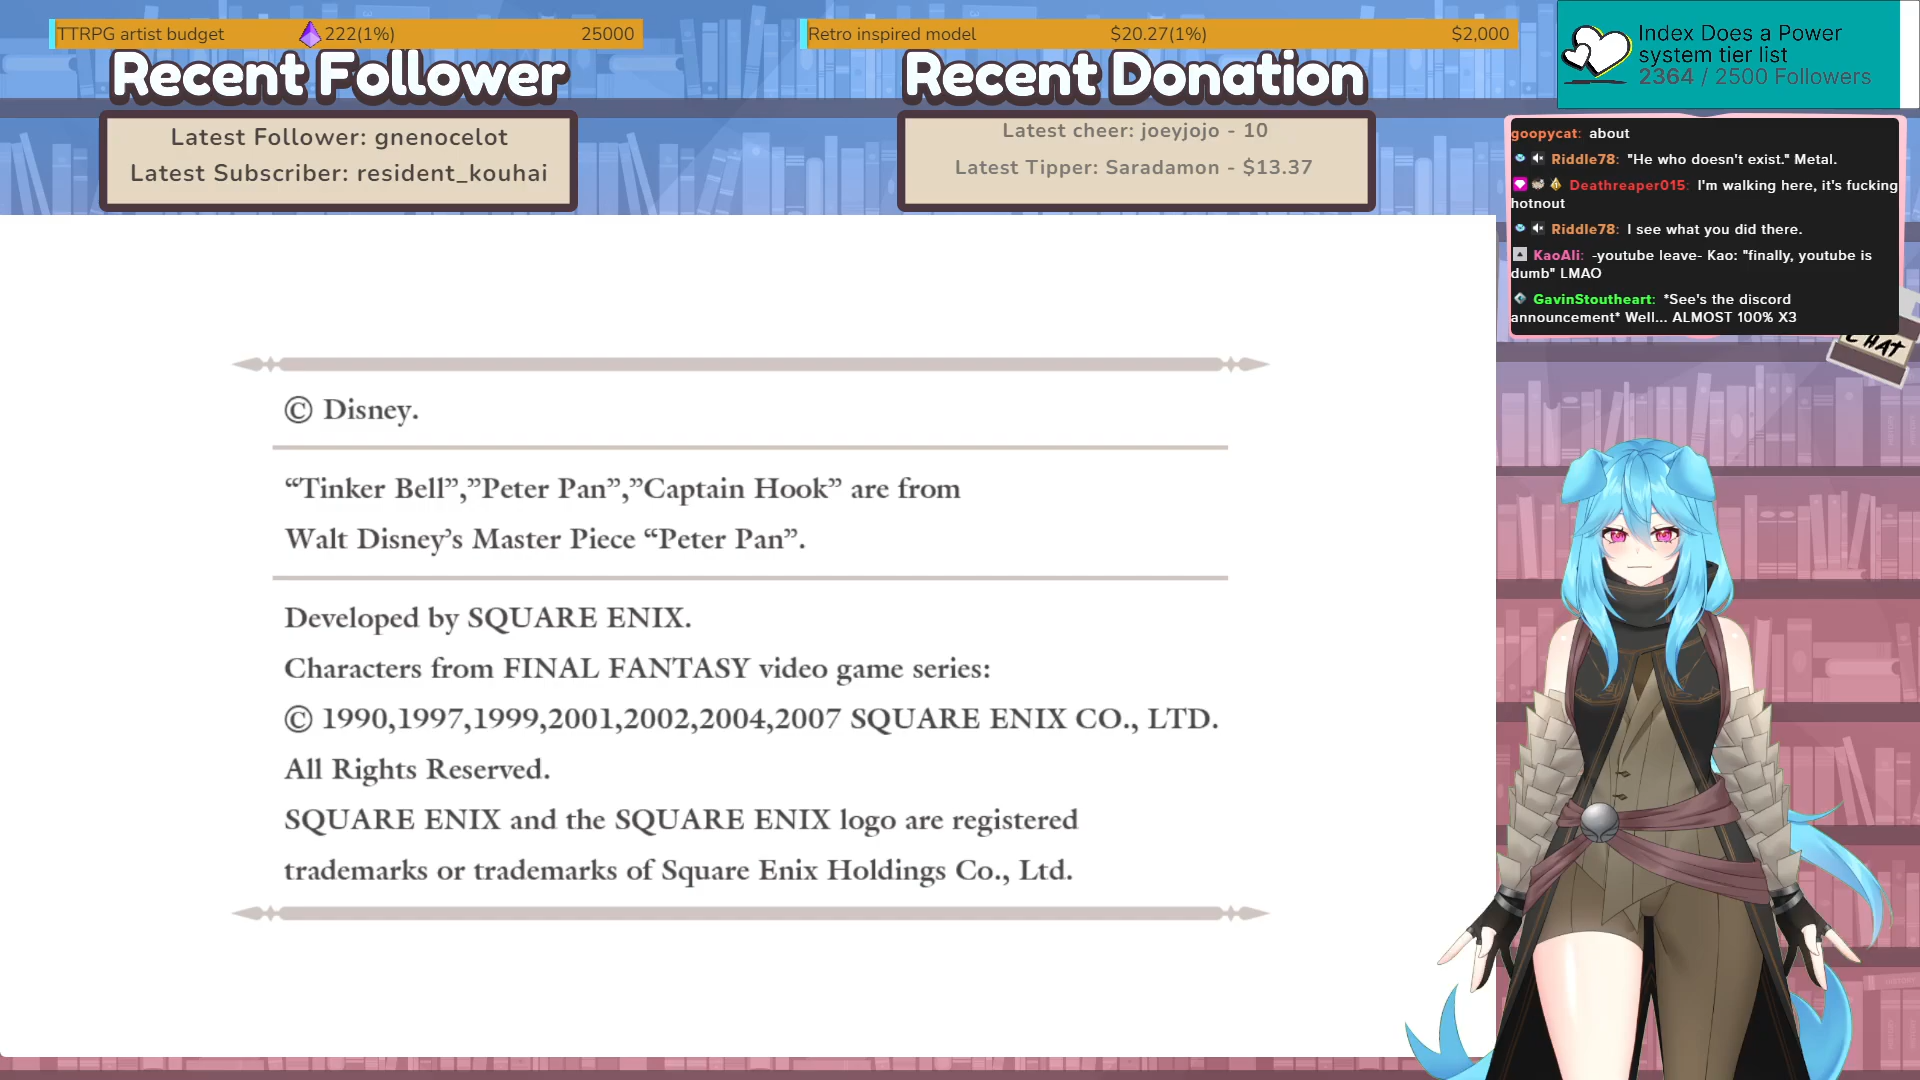 TTRPG artist budget 222(1%) 25000
Retro inspired model $20.27(1%) $2,000
Index Does a Power
system tier list
2364 / 2500 Followers
Recent Follower
Recent Donation
Latest Follower: gnenocelot
Latest Subscriber: resident_kouhai
Latest cheer: joeyjojo - 10
Latest Tipper: Saradamon - $13.37
goopycat: about
Riddle78: "He who doesn't exist." Metal.
Deathreaper015: I'm walking here, it's fucking
hotnout
Riddle78: I see what you did there.
KaoAli: -youtube leave- Kao: "finally, youtube is
dumb" LMAO
GavinStoutheart: *See's the discord
announcement* Well... ALMOST 100% X3
CHAT
© Disney.
“Tinker Bell”,”Peter Pan”,”Captain Hook” are from
Walt Disney’s Master Piece “Peter Pan”.
Developed by SQUARE ENIX.
Characters from FINAL FANTASY video game series:
© 1990,1997,1999,2001,2002,2004,2007 SQUARE ENIX CO., LTD.
All Rights Reserved.
SQUARE ENIX and the SQUARE ENIX logo are registered
trademarks or trademarks of Square Enix Holdings Co., Ltd.